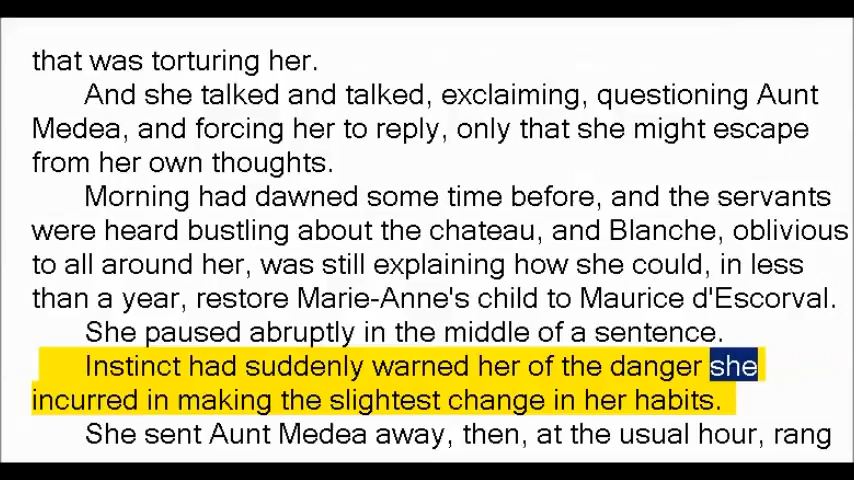 that was torturing her.
And she talked and talked, exclaiming, questioning Aunt
Medea, and forcing her to reply, only that she might escape
from her own thoughts.
Morning had dawned some time before, and the servants
were heard bustling about the chateau, and Blanche, oblivious
to all around her, was still explaining how she could, in less
than a year, restore Marie-Anne's child to Maurice d'Escorval.
She paused abruptly in the middle of a sentence.
Instinct had suddenly warned her of the danger she
incurred in making the slightest change in her habits.
She sent Aunt Medea away, then, at the usual hour, rang